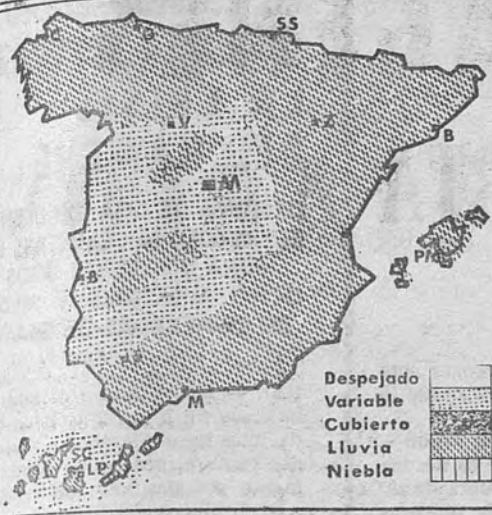 SS
C
G
V
Z
B
M
PM
B
S
M
SC
LP
Despejado
Variable
Cubierto
Lluvia
Niebla